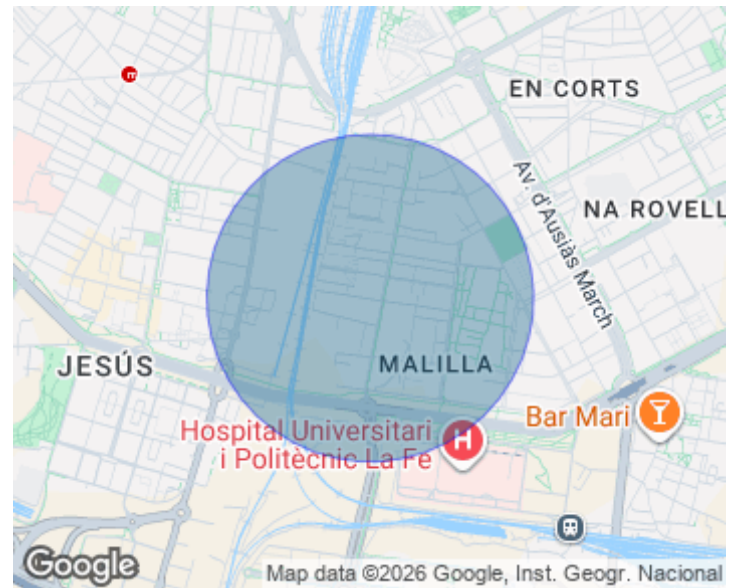 EN CORTS
Av. d'Ausiàs March
NA ROVELL
JESÚS
MALILLA
Bar Mari
Hospital Universitari
i Politècnic La Fe
H
Google
Map data ©2026 Google, Inst. Geogr. Nacional